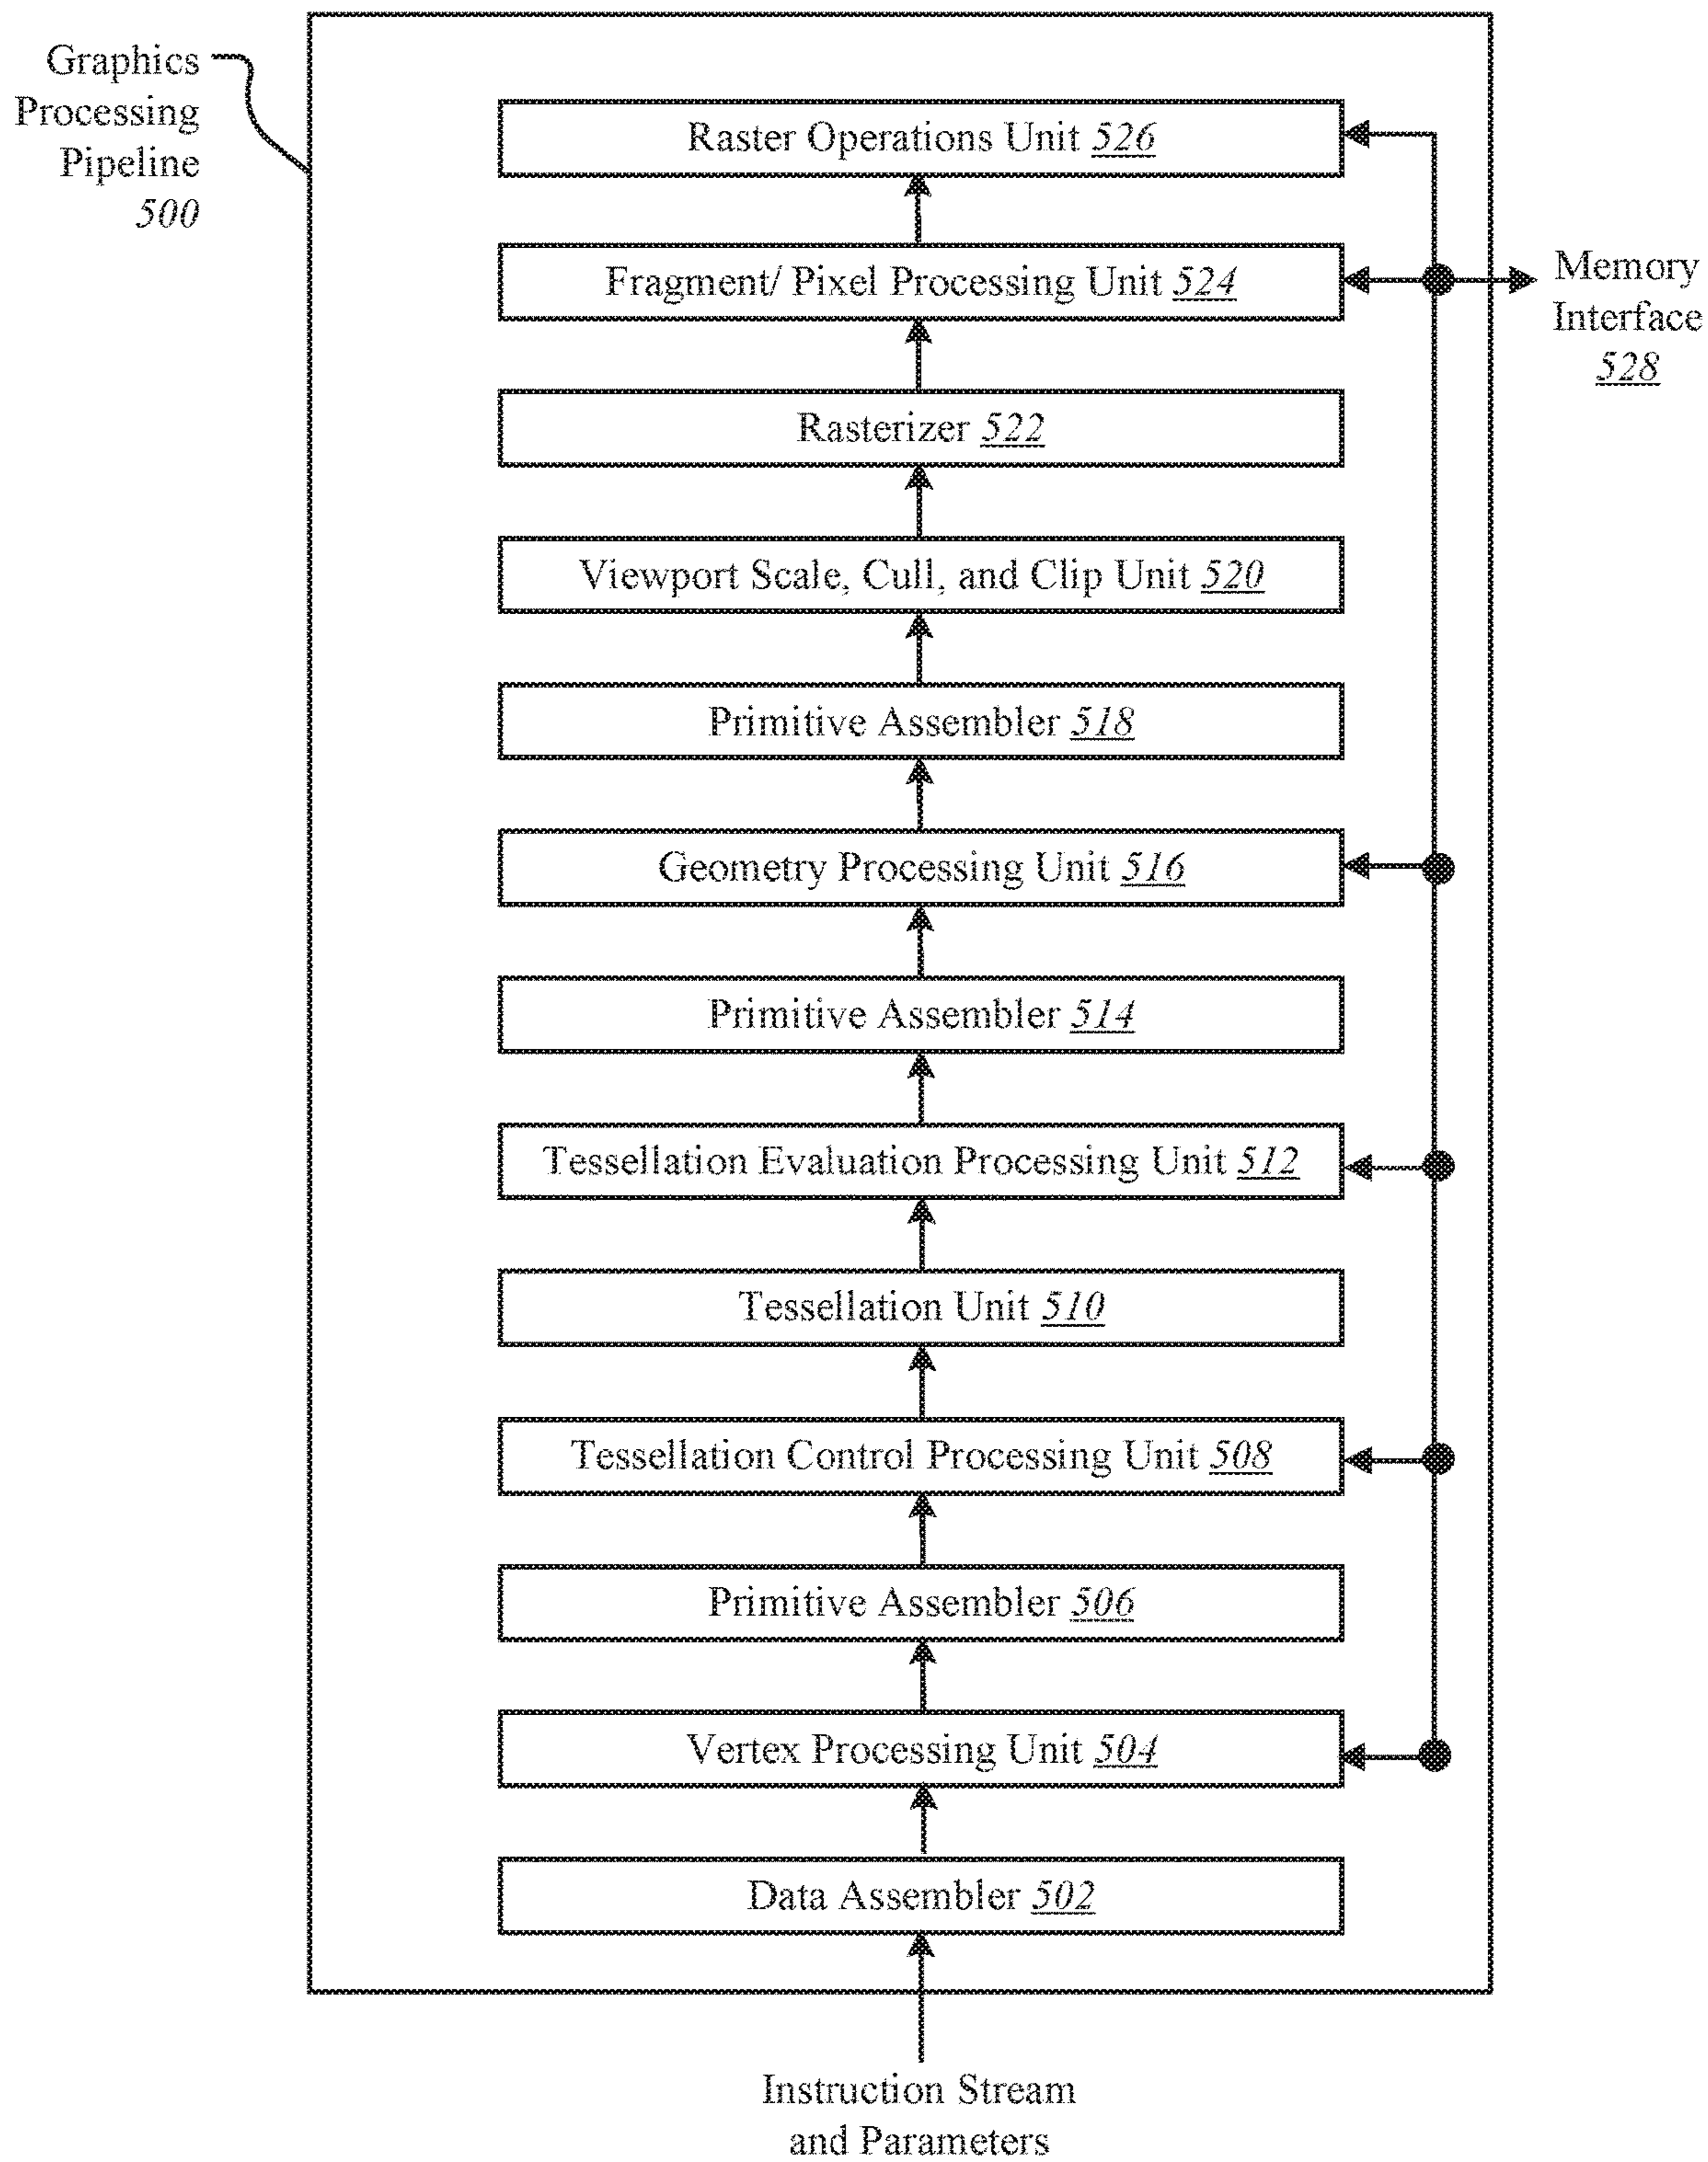 Graphics
Processing
Pipeline
500
Raster Operations Unit 526
Fragment/ Pixel Processing Unit 524
Memory
Interface
528
Rasterizer 522
Viewport Scale, Cull, and Clip Unit 520
Primitive Assembler 518
Geometry Processing Unit 516
Primitive Assembler 514
Tessellation Evaluation Processing Unit 512
Tessellation Unit 510
Tessellation Control Processing Unit 508
Primitive Assembler 506
Vertex Processing Unit 504
Data Assembler 502
Instruction Stream
and Parameters